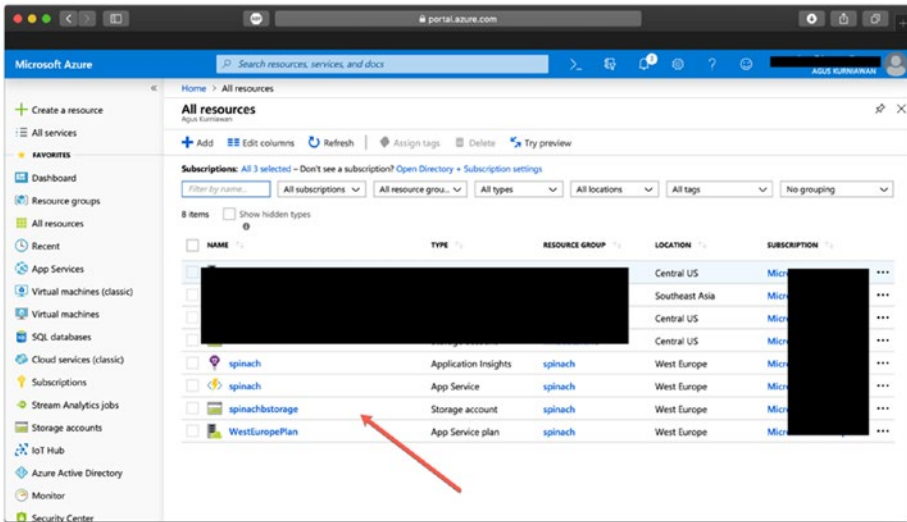 portal.azure.com
Microsoft Azure
Search resources, services, and docs
AGUS KURNIAWAN
Create a resource
All services
FAVORITES
Dashboard
Resource groups
All resources
Recent
App Services
Virtual machines (classic)
Virtual machines
SQL databases
Cloud services (classic)
Subscriptions
Stream Analytics jobs
Storage accounts
IoT Hub
Azure Active Directory
Monitor
Security Center
Home > All resources
All resources
Agus Kurniawan
Add Edit columns Refresh Assign tags Delete Try preview
Subscriptions: All 3 selected – Don't see a subscription? Open Directory + Subscription settings
Filter by name... All subscriptions All resource grou... All types All locations All tags No grouping
8 items Show hidden types
NAME TYPE RESOURCE GROUP LOCATION SUBSCRIPTION
Central US
Southeast Asia
Central US
Central US
spinach Application Insights spinach West Europe
spinach App Service spinach West Europe
spinachbstorage Storage account spinach West Europe
WestEuropePlan App Service plan spinach West Europe